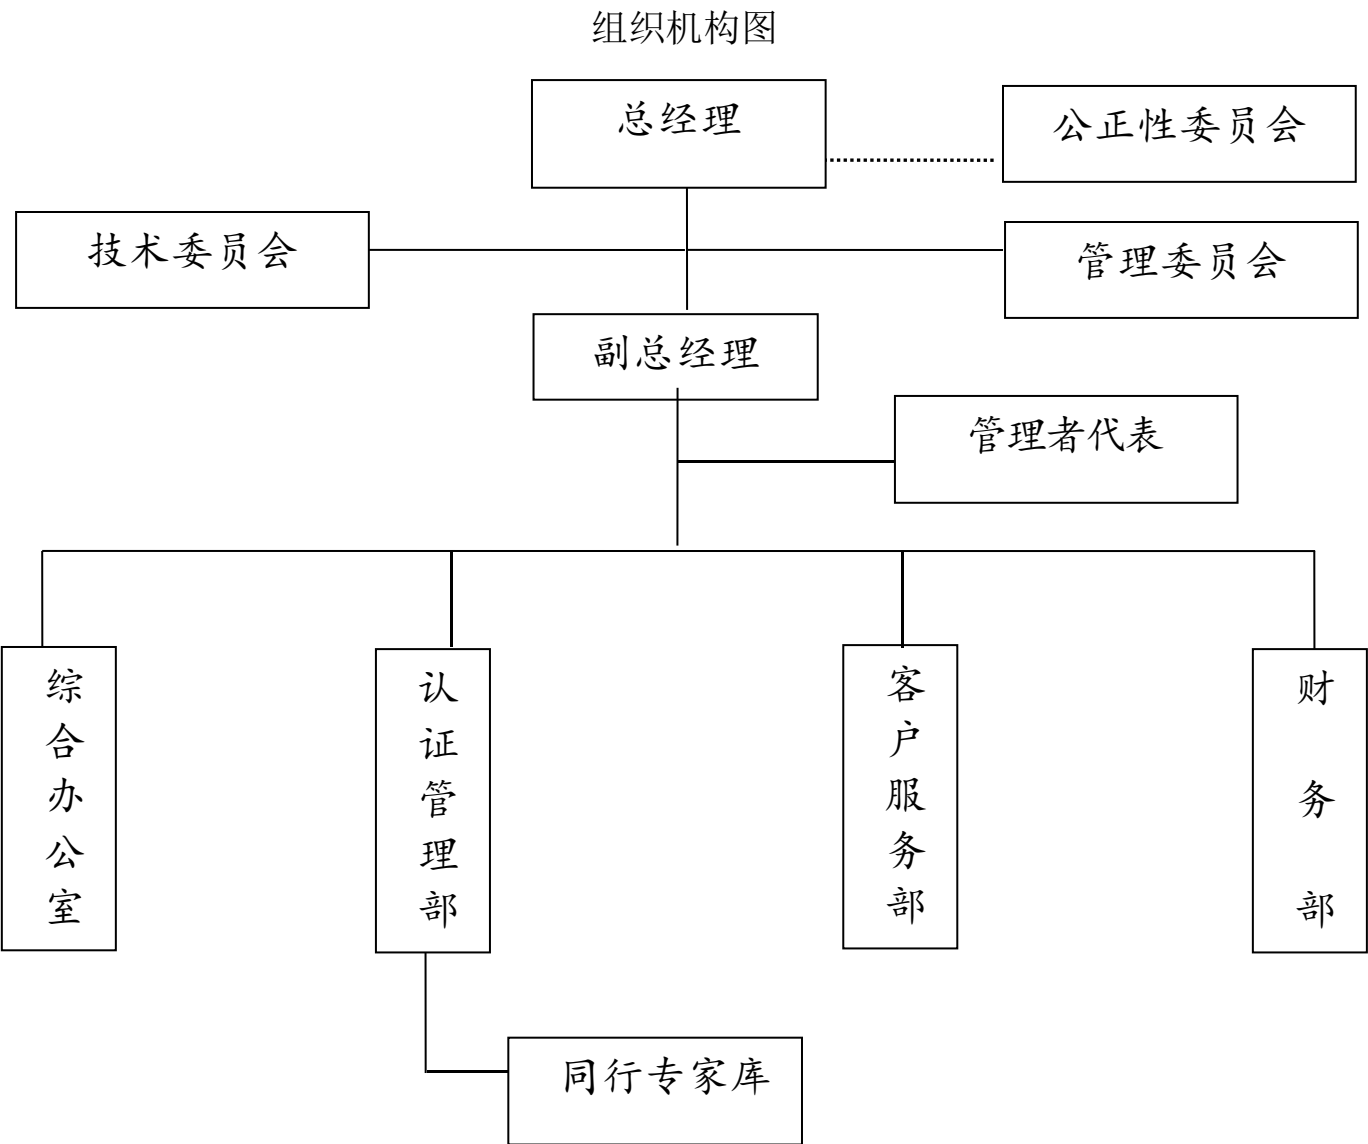 组织机构图
总经理
公正性委员会
技术委员会
管理委员会
副总经理
管理者代表
综合办公室
认证管理部
客户服务部
财务部
同行专家库